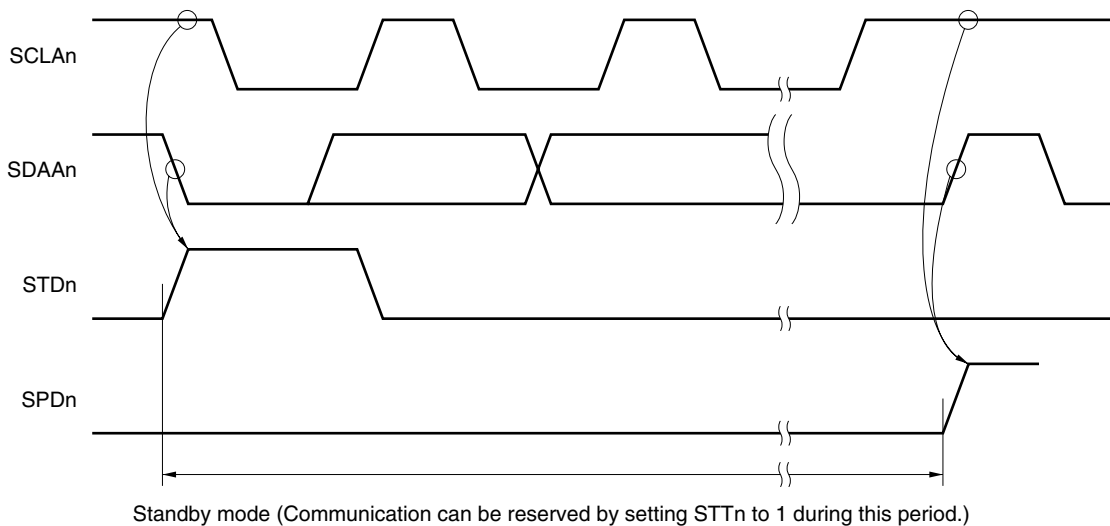 SCLAn
SDAAn
STDn
SPDn
Standby mode (Communication can be reserved by setting STTn to 1 during this period.)